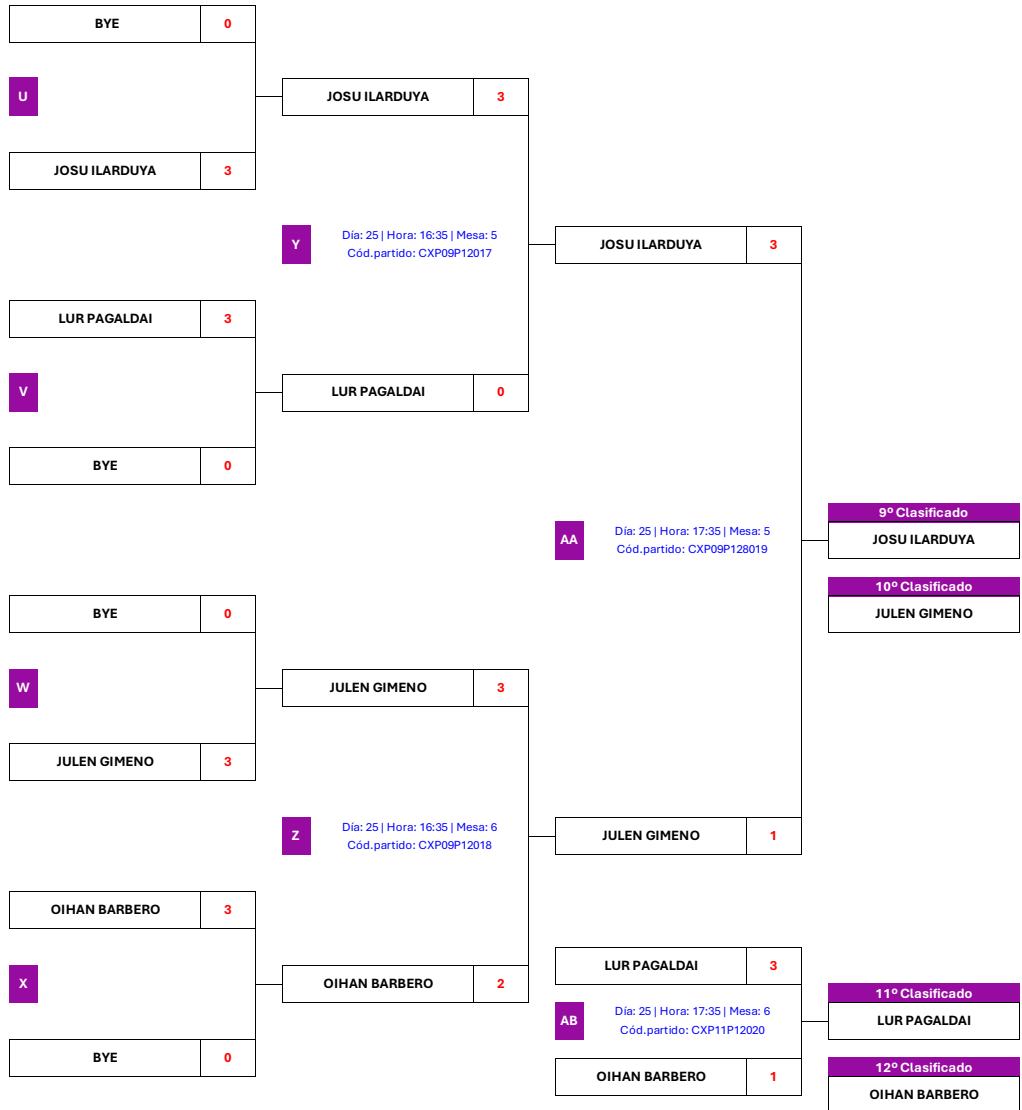 BYE 0
U
JOSU ILARDUYA 3
JOSU ILARDUYA 3
Y
Día: 25 | Hora: 16:35 | Mesa: 5
Cód.partido: CXP09P12017
JOSU ILARDUYA 3
LUR PAGALDAI 3
V
LUR PAGALDAI 0
BYE 0
AA
Día: 25 | Hora: 17:35 | Mesa: 5
Cód.partido: CXP09P128019
9º Clasificado
JOSU ILARDUYA
10º Clasificado
JULEN GIMENO
BYE 0
W
JULEN GIMENO 3
JULEN GIMENO 3
Z
Día: 25 | Hora: 16:35 | Mesa: 6
Cód.partido: CXP09P12018
JULEN GIMENO 1
OIHAN BARBERO 3
X
OIHAN BARBERO 2
BYE 0
LUR PAGALDAI 3
AB
Día: 25 | Hora: 17:35 | Mesa: 6
Cód.partido: CXP11P12020
OIHAN BARBERO 1
11º Clasificado
LUR PAGALDAI
12º Clasificado
OIHAN BARBERO